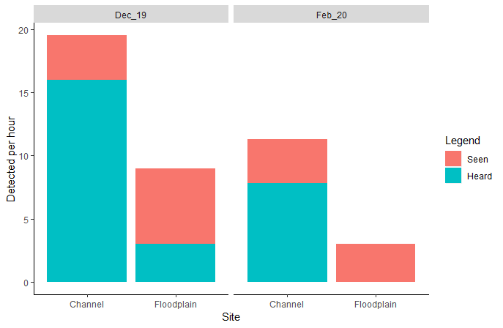 Dec_19 Feb_20
20
15
10
5
0
Detected per hour
Channel Floodplain Channel Floodplain
Site
Legend
Seen
Heard